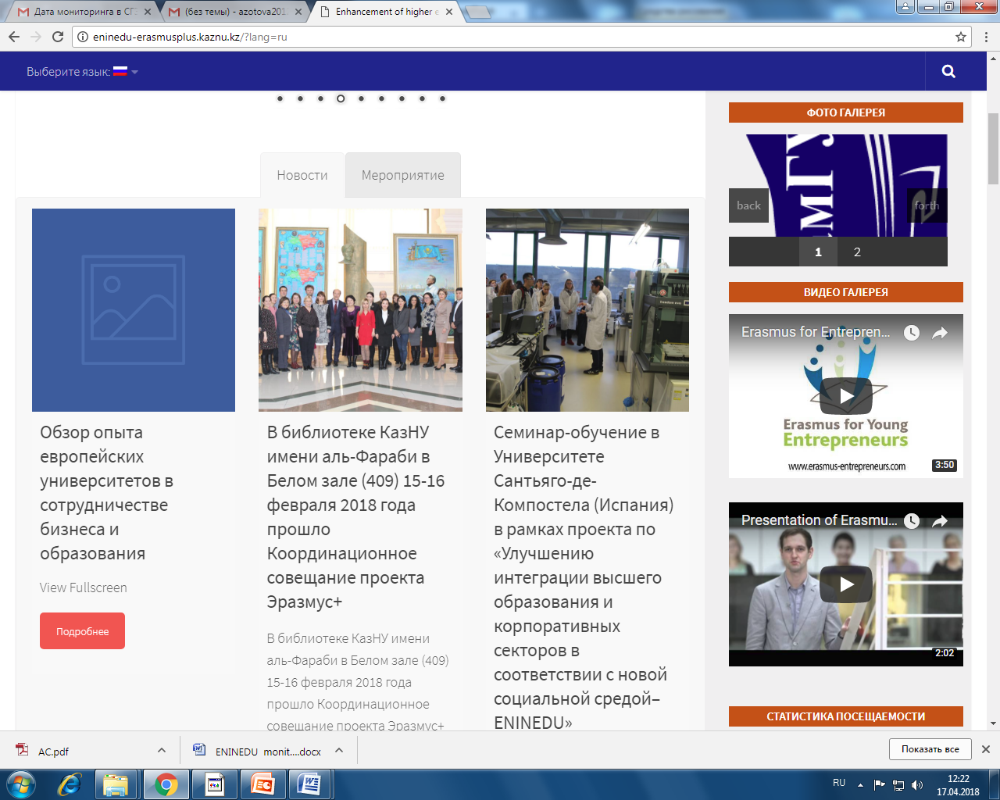 Дата мониторинга в СГ
(без темы) - azotova201
Enhancement of higher e
eninedu-erasmusplus.kaznu.kz/?lang=ru
Выберите язык:
Новости
Мероприятие
Обзор опыта
европейских
университетов в
сотрудничестве
бизнеса и
образования
View Fullscreen
Подробнее
В библиотеке КазНУ
имени аль-Фараби в
Белом зале (409) 15-16
февраля 2018 года
прошло
Координационное
совещание проекта
Эразмус+
В библиотеке КазНУ имени
аль-Фараби в Белом зале (409)
15-16 февраля 2018 года
прошло Координационное
совещание проекта Эразмус+
Семинар-обучение в
Университете
Сантьяго-де-
Компостела (Испания)
в рамках проекта по
«Улучшению
интеграции высшего
образования и
корпоративных
секторов в
соответствии с новой
социальной средой–
ENINEDU»
ФОТО ГАЛЕРЕЯ
back
forth
1 2
ВИДЕО ГАЛЕРЕЯ
Erasmus for Entrepren...
Erasmus for Young
Entrepreneurs
www.erasmus-entrepreneurs.com
3:50
Presentation of Erasmu...
2:02
СТАТИСТИКА ПОСЕЩАЕМОСТИ
AC.pdf
ENINEDU monit....docx
Показать все
RU
12:22
17.04.2018